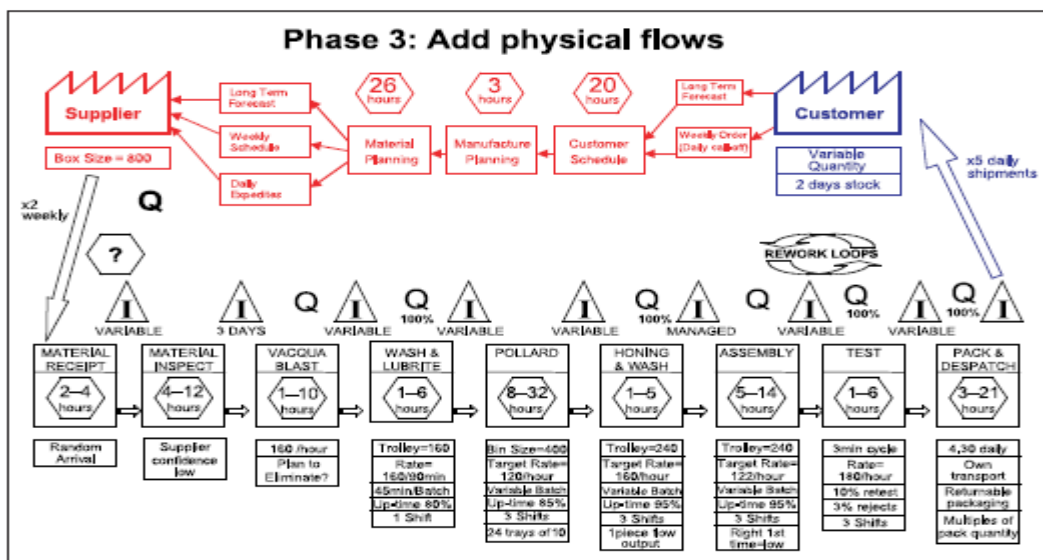 Phase 3: Add physical flows
Supplier
Box Size = 800
Long Term
Forecast
Weekly
Schedule
Daily
Expedites
26
hours
Material
Planning
3
hours
Manufacture
Planning
20
hours
Customer
Schedule
Long Term
Forecast
Weekly Order
(Daily call-off)
Customer
Variable
Quantity
2 days stock
x5 daily
shipments
x2
weekly
Q
?
REWORK LOOPS
I
VARIABLE
I
3 DAYS
Q
I
VARIABLE
Q
100%
I
VARIABLE
I
VARIABLE
Q
100%
I
MANAGED
Q
I
VARIABLE
Q
100%
I
VARIABLE
Q
100%
I
MATERIAL
RECEIPT
2–4
hours
Random
Arrival
MATERIAL
INSPECT
4–12
hours
Supplier
confidence
low
VACQUA
BLAST
1–10
hours
160 /hour
Plan to
Eliminate?
WASH &
LUBRITE
1–6
hours
Trolley=160
Rate=
160/90min
45min/Batch
Up-time 80%
1 Shift
POLLARD
8–32
hours
Bin Size=400
Target Rate=
120/hour
Variable Batch
Up-time 85%
3 Shifts
24 trays of 10
HONING
& WASH
1–5
hours
Trolley=240
Target Rate=
160/hour
Variable Batch
Up-time 95%
3 Shifts
1piece flow
output
ASSEMBLY
5–14
hours
Trolley=240
Target Rate=
122/hour
Variable Batch
Up-time 95%
3 Shifts
Right 1st
time=low
TEST
1–6
hours
3min cycle
Rate=
180/hour
10% retest
3% rejects
3 Shifts
PACK &
DESPATCH
3–21
hours
4,30 daily
Own
transport
Returnable
packaging
Multiples of
pack quantity